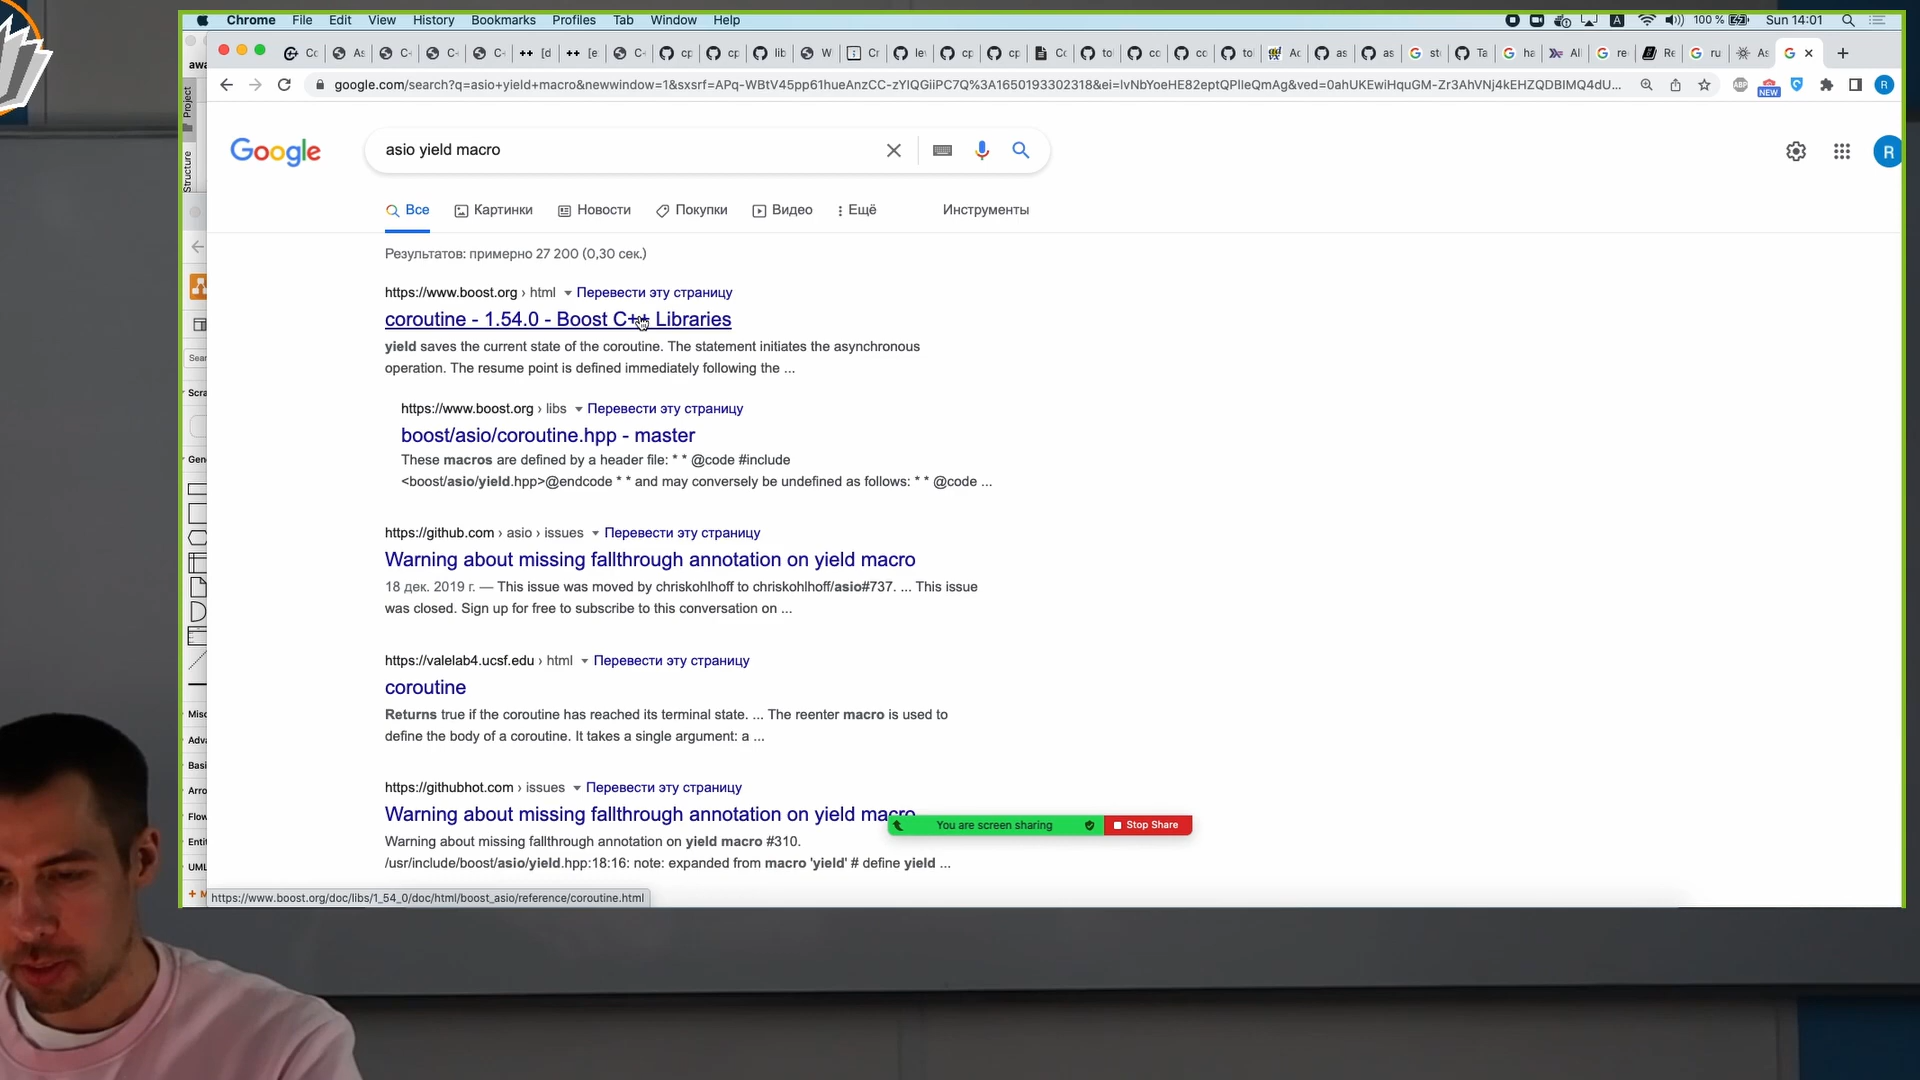 Chrome File Edit View History Bookmarks Profiles Tab Window Help 100 % Sun 14:01
google.com/search?q=asio+yield+macro&newwindow=1&sxsrf=APq-WBtV45pp61hueAnzCC-zYlQGiiPC7Q%3A1650193302318&ei=lvNbYoeHE82eptQPlleQmAg&ved=0ahUKEwiHquGM-Zr3AhVNj4kEHZQDBIMQ4dU...
NEW
R
Project
Structure
Google
asio yield macro
R
Все Картинки Новости Покупки Видео Ещё Инструменты
Результатов: примерно 27 200 (0,30 сек.)
https://www.boost.org › html Перевести эту страницу
coroutine - 1.54.0 - Boost C++ Libraries
yield saves the current state of the coroutine. The statement initiates the asynchronous
operation. The resume point is defined immediately following the ...
https://www.boost.org › libs Перевести эту страницу
boost/asio/coroutine.hpp - master
These macros are defined by a header file: * * @code #include
<boost/asio/yield.hpp>@endcode * * and may conversely be undefined as follows: * * @code ...
https://github.com › asio › issues Перевести эту страницу
Warning about missing fallthrough annotation on yield macro
18 дек. 2019 г. — This issue was moved by chriskohlhoff to chriskohlhoff/asio#737. ... This issue
was closed. Sign up for free to subscribe to this conversation on ...
https://valelab4.ucsf.edu › html Перевести эту страницу
coroutine
Returns true if the coroutine has reached its terminal state. ... The reenter macro is used to
define the body of a coroutine. It takes a single argument: a ...
https://githubhot.com › issues Перевести эту страницу
Warning about missing fallthrough annotation on yield macro
You are screen sharing Stop Share
Warning about missing fallthrough annotation on yield macro #310.
/usr/include/boost/asio/yield.hpp:18:16: note: expanded from macro 'yield' # define yield ...
https://www.boost.org/doc/libs/1_54_0/doc/html/boost_asio/reference/coroutine.html